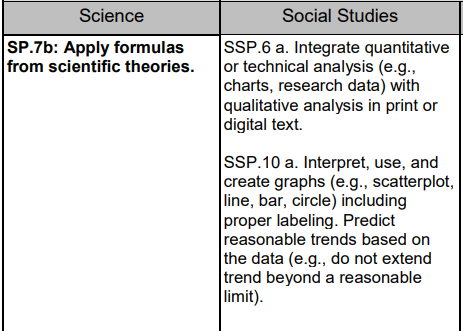 Science
Social Studies
SP.7b: Apply formulas
from scientific theories.
SSP.6 a. Integrate quantitative
or technical analysis (e.g.,
charts, research data) with
qualitative analysis in print or
digital text.
SSP.10 a. Interpret, use, and
create graphs (e.g., scatterplot,
line, bar, circle) including
proper labeling. Predict
reasonable trends based on
the data (e.g., do not extend
trend beyond a reasonable
limit).